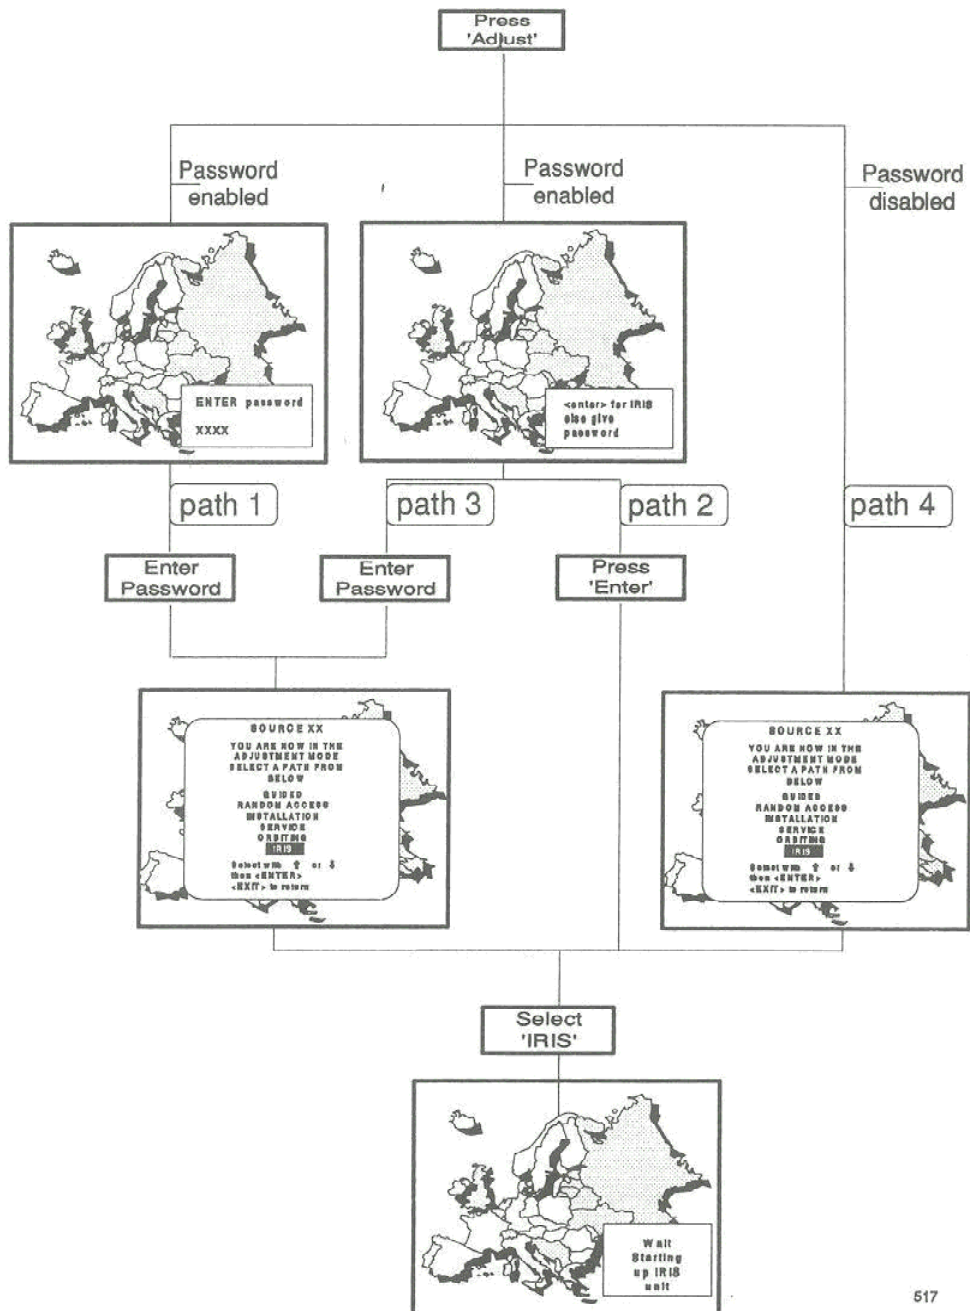 Press
'Adjust'
Password
enabled
Password
enabled
Password
disabled
ENTER password
XXXX
<enter> for IRIS
else give
password
path 1
path 3
path 2
path 4
Enter
Password
Enter
Password
Press
'Enter'
SOURCE XX
YOU ARE NOW IN THE
ADJUSTMENT MODE
SELECT A PATH FROM
BELOW
GUIDED
RANDOM ACCESS
INSTALLATION
SERVICE
ORBITING
IRIS
Select with ↑ or ↓
then <ENTER>
<EXIT> to return
SOURCE XX
YOU ARE NOW IN THE
ADJUSTMENT MODE
SELECT A PATH FROM
BELOW
GUIDED
RANDOM ACCESS
INSTALLATION
SERVICE
ORBITING
IRIS
Select with ↑ or ↓
then <ENTER>
<EXIT> to return
Select
'IRIS'
Wait
Starting
up IRIS
unit
517